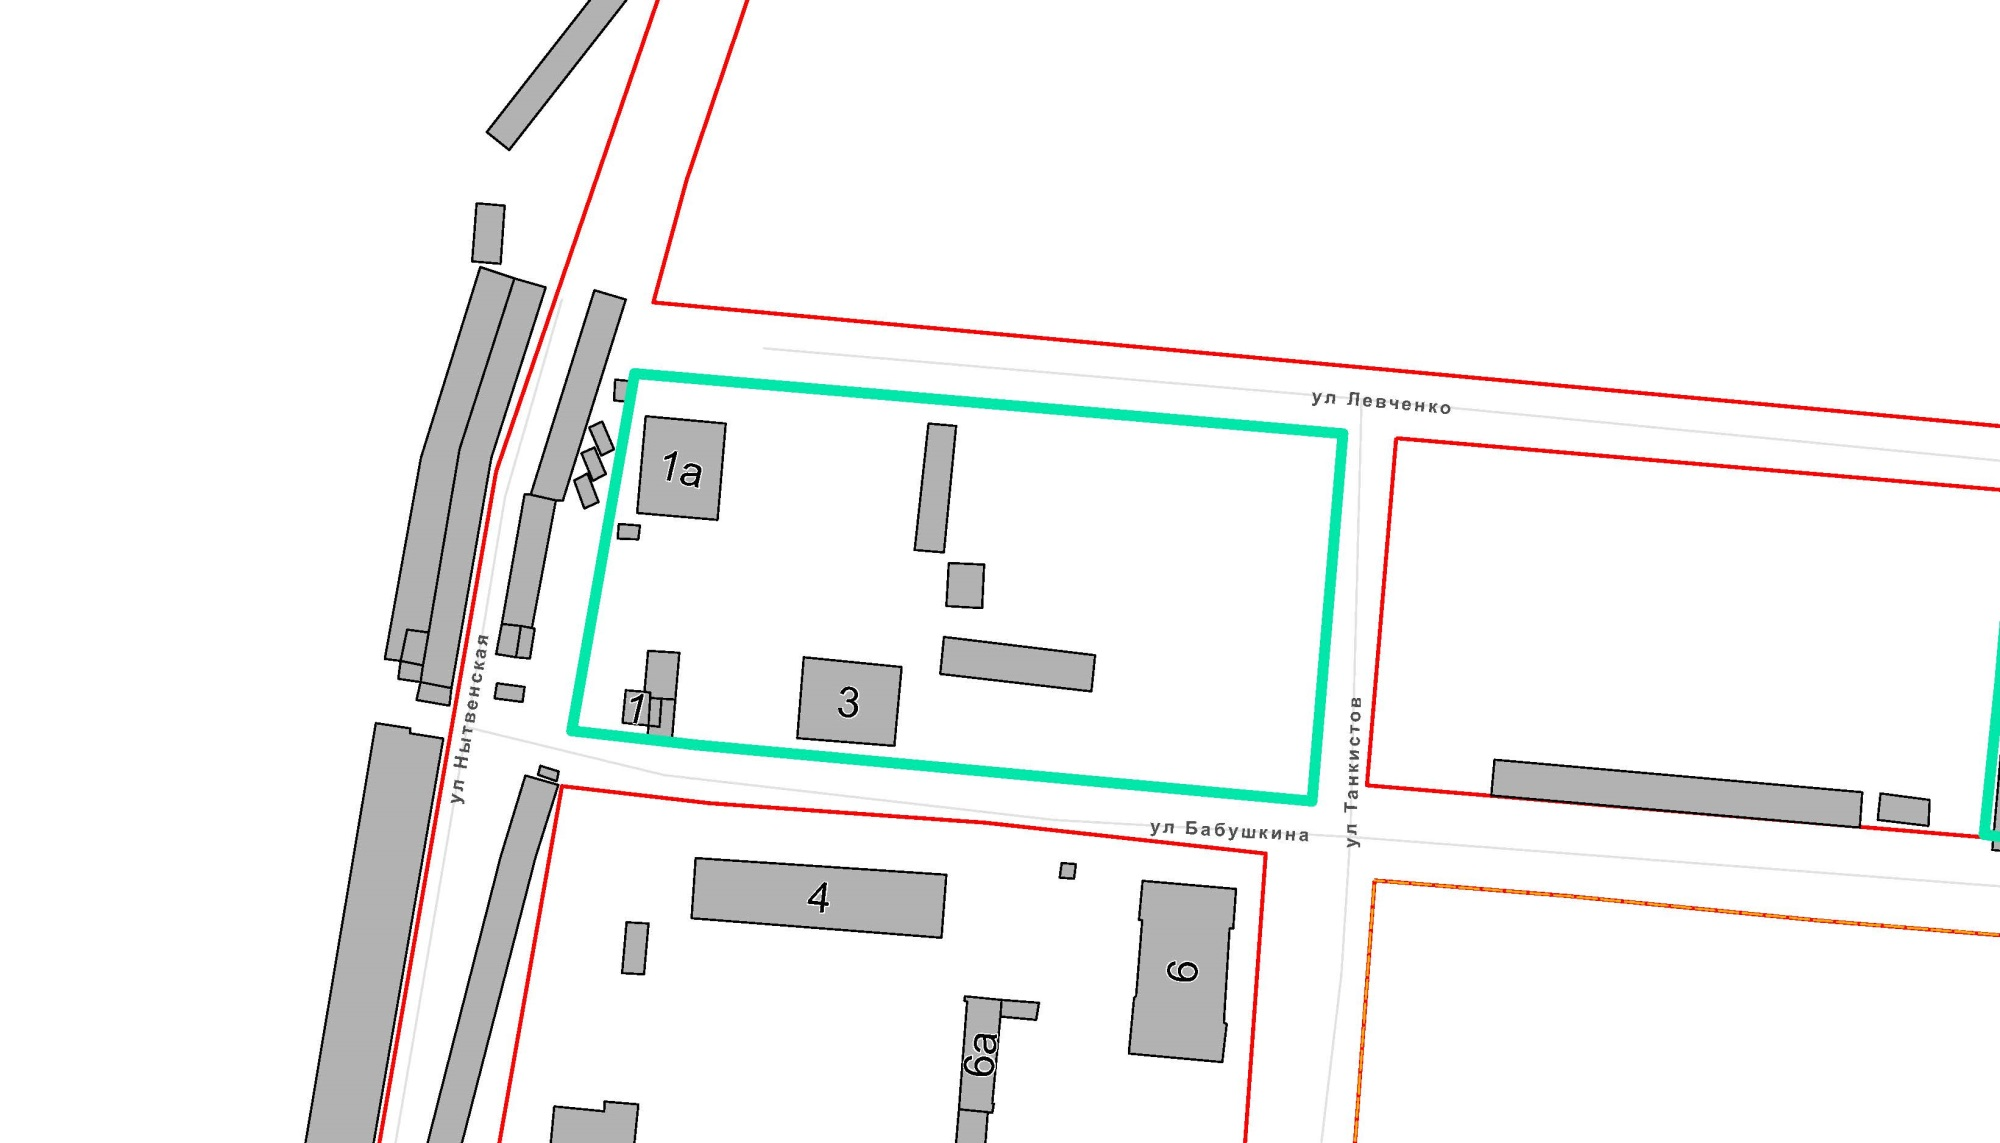 ул Левченко
1а
1
3
ул Нытвенская
ул Танкистов
ул Бабушкина
4
6
6а